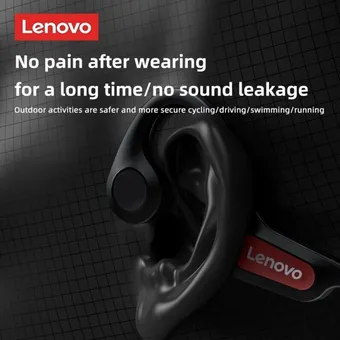 Lenovo
No pain after wearing
for a long time/no sound leakage
Outdoor activities are safer and more secure cycling/driving/swimming/running
Lenovo